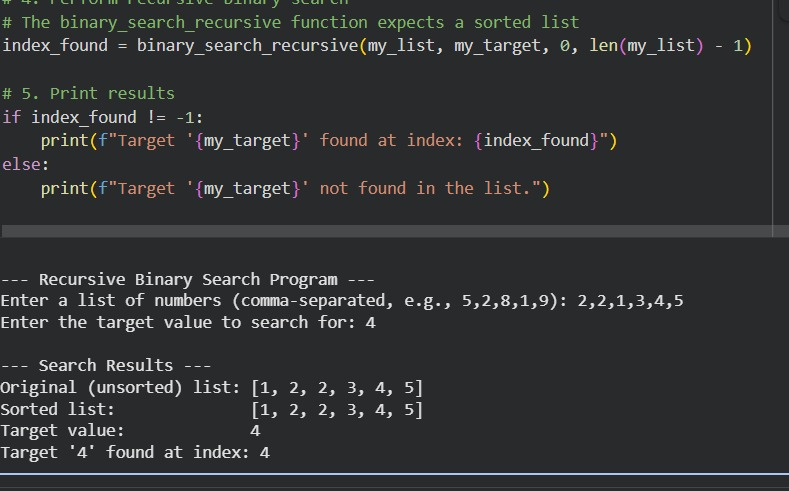 # 4. Perform recursive binary search
# The binary_search_recursive function expects a sorted list
index_found = binary_search_recursive(my_list, my_target, 0, len(my_list) - 1)
# 5. Print results
if index_found != -1:
    print(f"Target '{my_target}' found at index: {index_found}")
else:
    print(f"Target '{my_target}' not found in the list.")
--- Recursive Binary Search Program ---
Enter a list of numbers (comma-separated, e.g., 5,2,8,1,9): 2,2,1,3,4,5
Enter the target value to search for: 4
--- Search Results ---
Original (unsorted) list: [1, 2, 2, 3, 4, 5]
Sorted list:              [1, 2, 2, 3, 4, 5]
Target value:             4
Target '4' found at index: 4